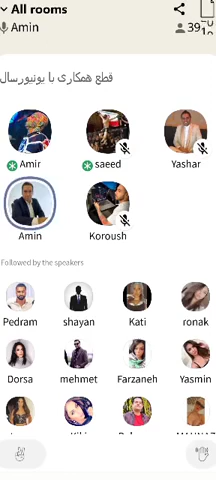 All rooms
Amin
قطع همکاری با یونیورسال
Amir
saeed
Yashar
Amin
Koroush
Followed by the speakers
Pedram
shayan
Kati
ronak
Dorsa
mehmet
Farzaneh
Yasmin